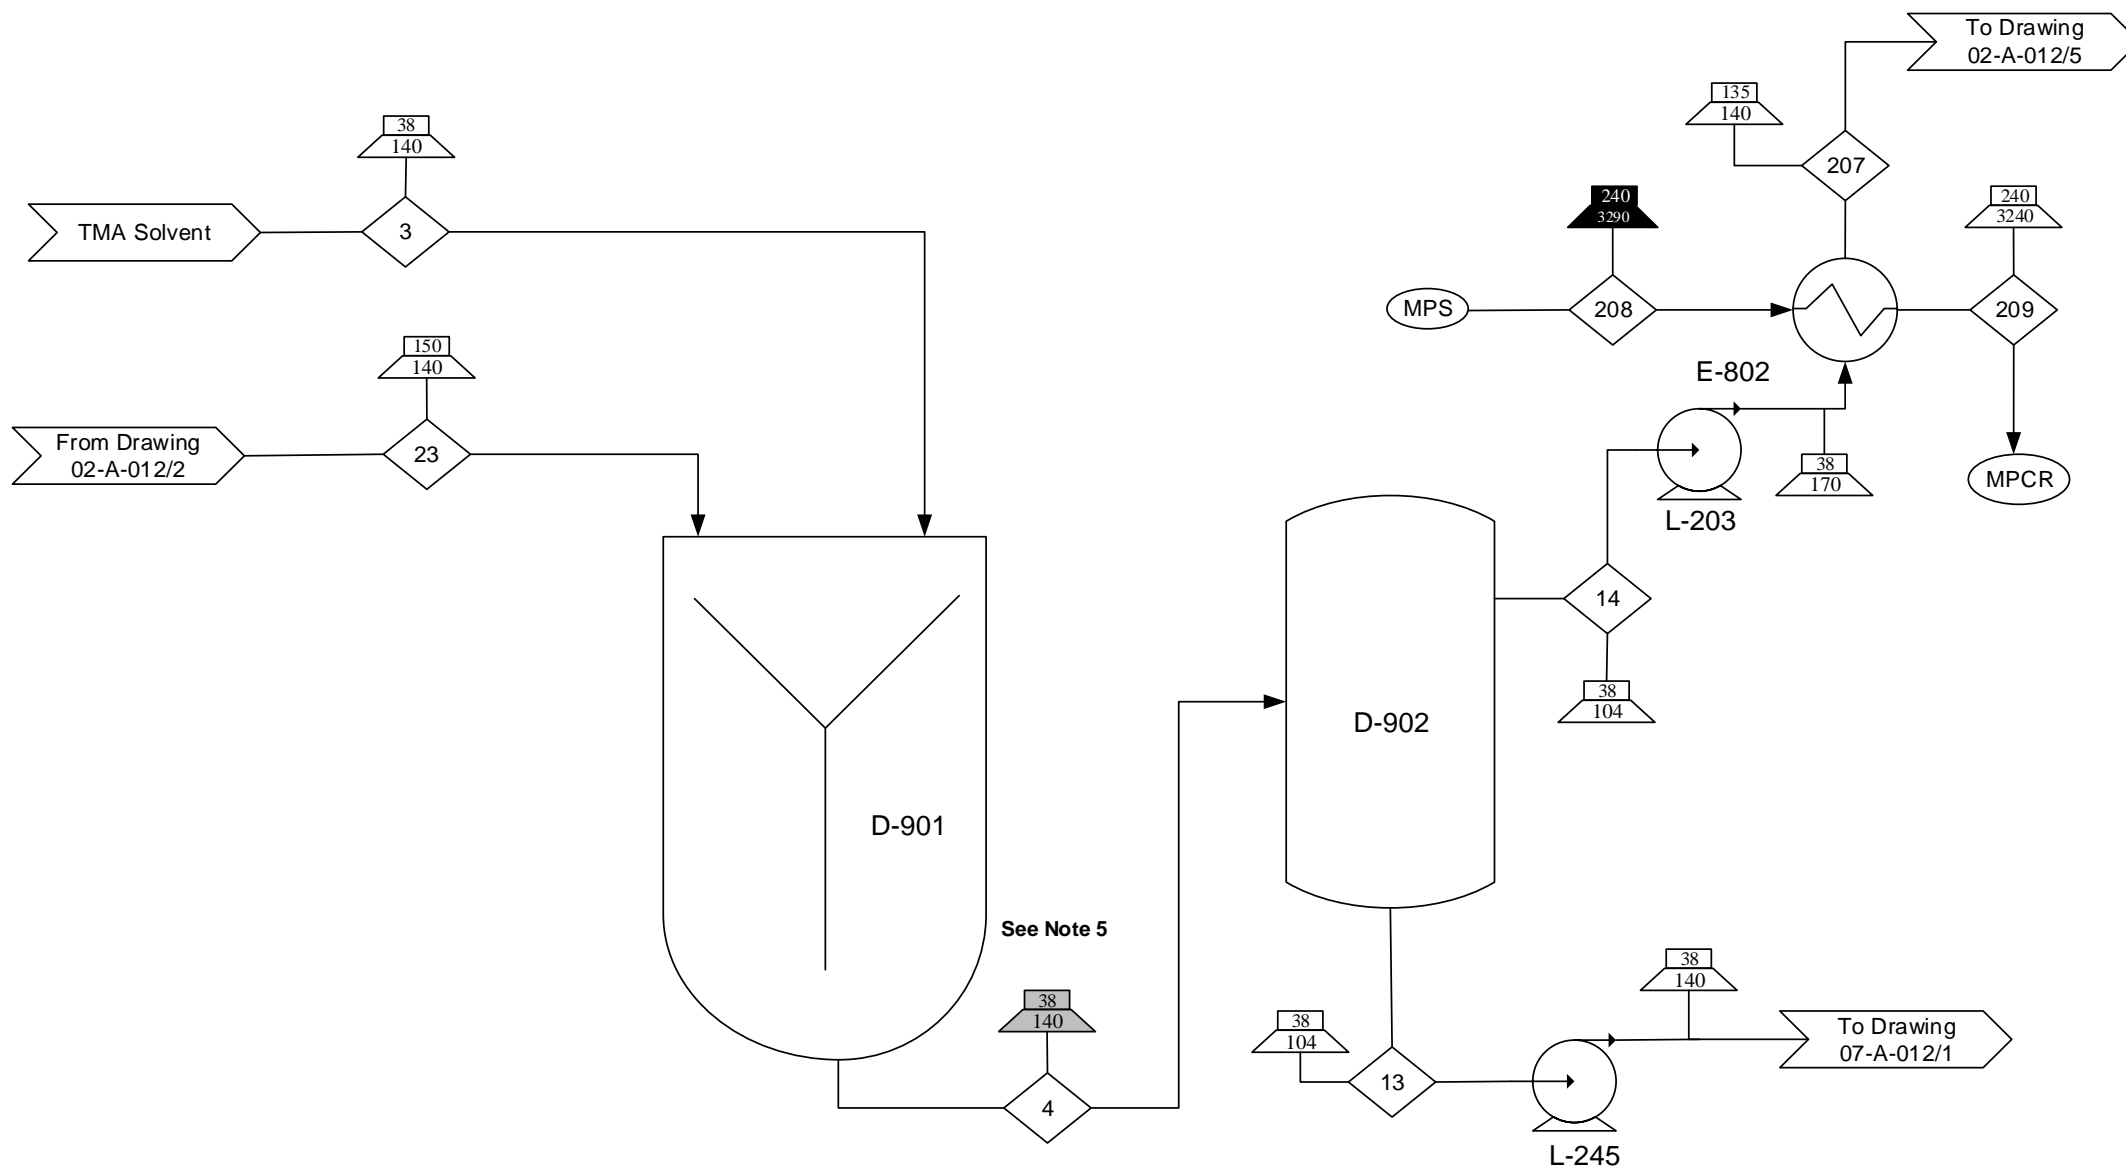 To Drawing
02-A-012/5
135
140
38
140
207
TMA Solvent
3
240
3290
240
3240
MPS
208
209
150
140
E-802
From Drawing
02-A-012/2
23
38
170
MPCR
L-203
14
38
104
D-902
D-901
See Note 5
38
140
38
140
38
104
To Drawing
07-A-012/1
13
4
L-245